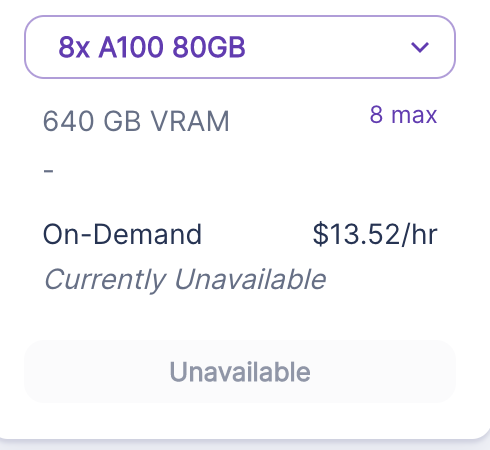 8x A100 80GB
640 GB VRAM 8 max
-
On-Demand $13.52/hr
Currently Unavailable
Unavailable